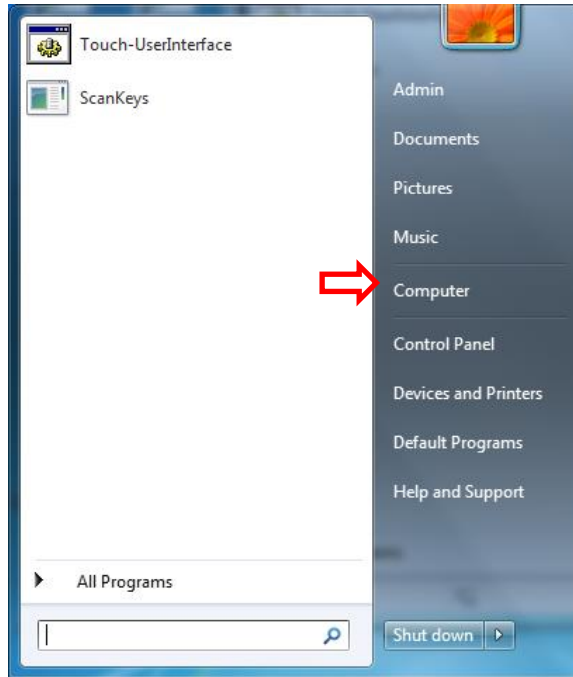 Touch-UserInterface
ScanKeys
All Programs
Admin
Documents
Pictures
Music
Computer
Control Panel
Devices and Printers
Default Programs
Help and Support
Shut down